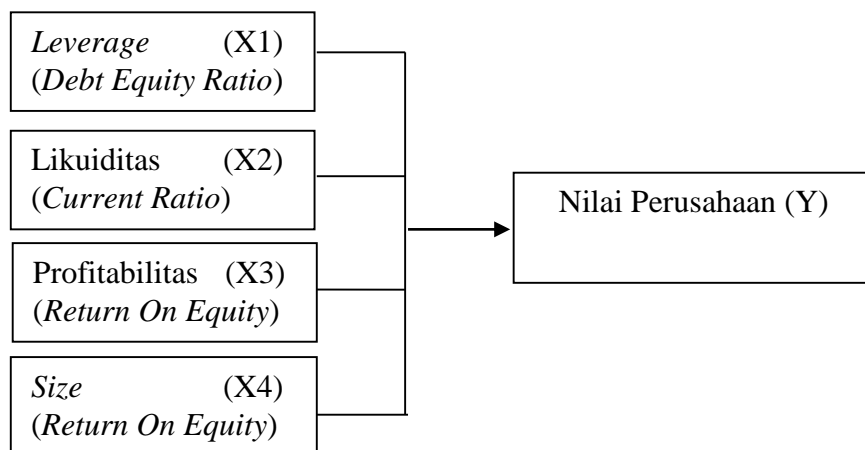 Leverage (X1)
(Debt Equity Ratio)
Likuiditas (X2)
(Current Ratio)
Nilai Perusahaan (Y)
Profitabilitas (X3)
(Return On Equity)
Size (X4)
(Return On Equity)